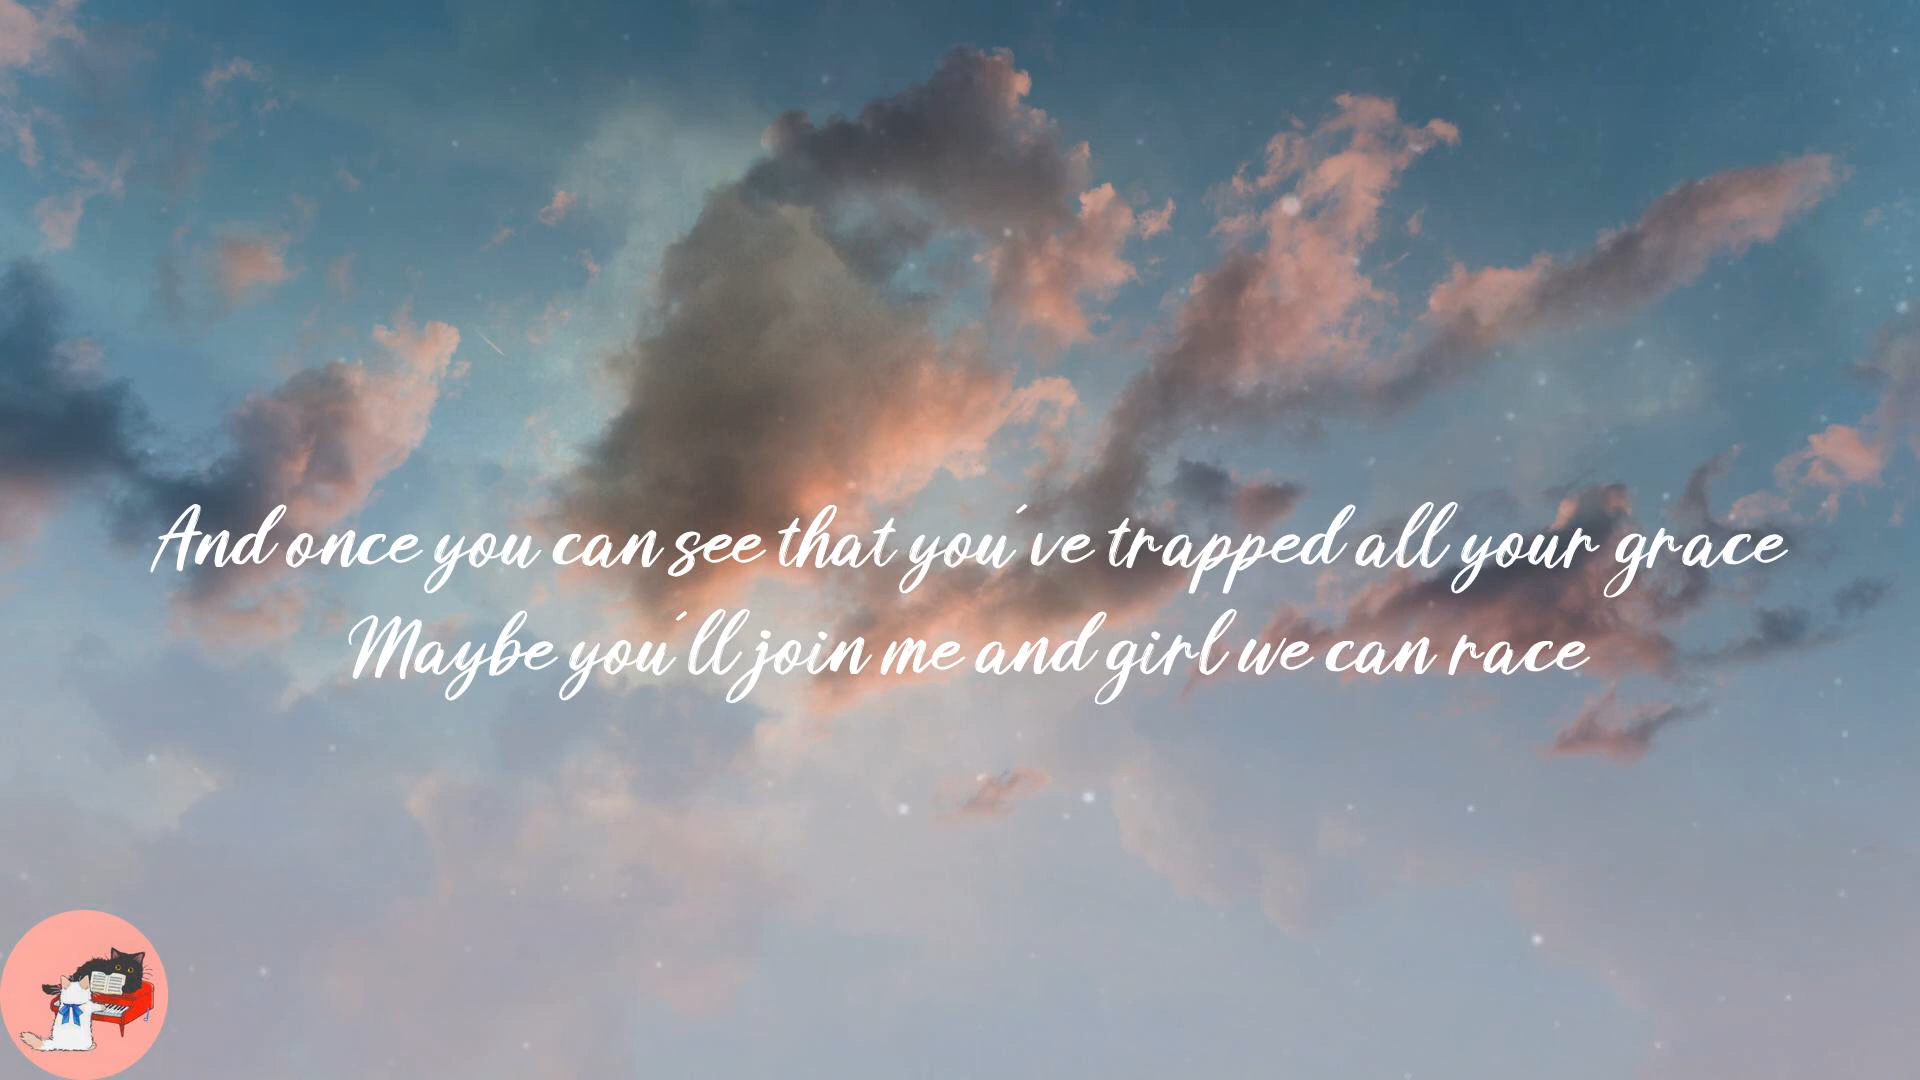 And once you can see that you've trapped all your grace
Maybe you'll join me and girl we can race